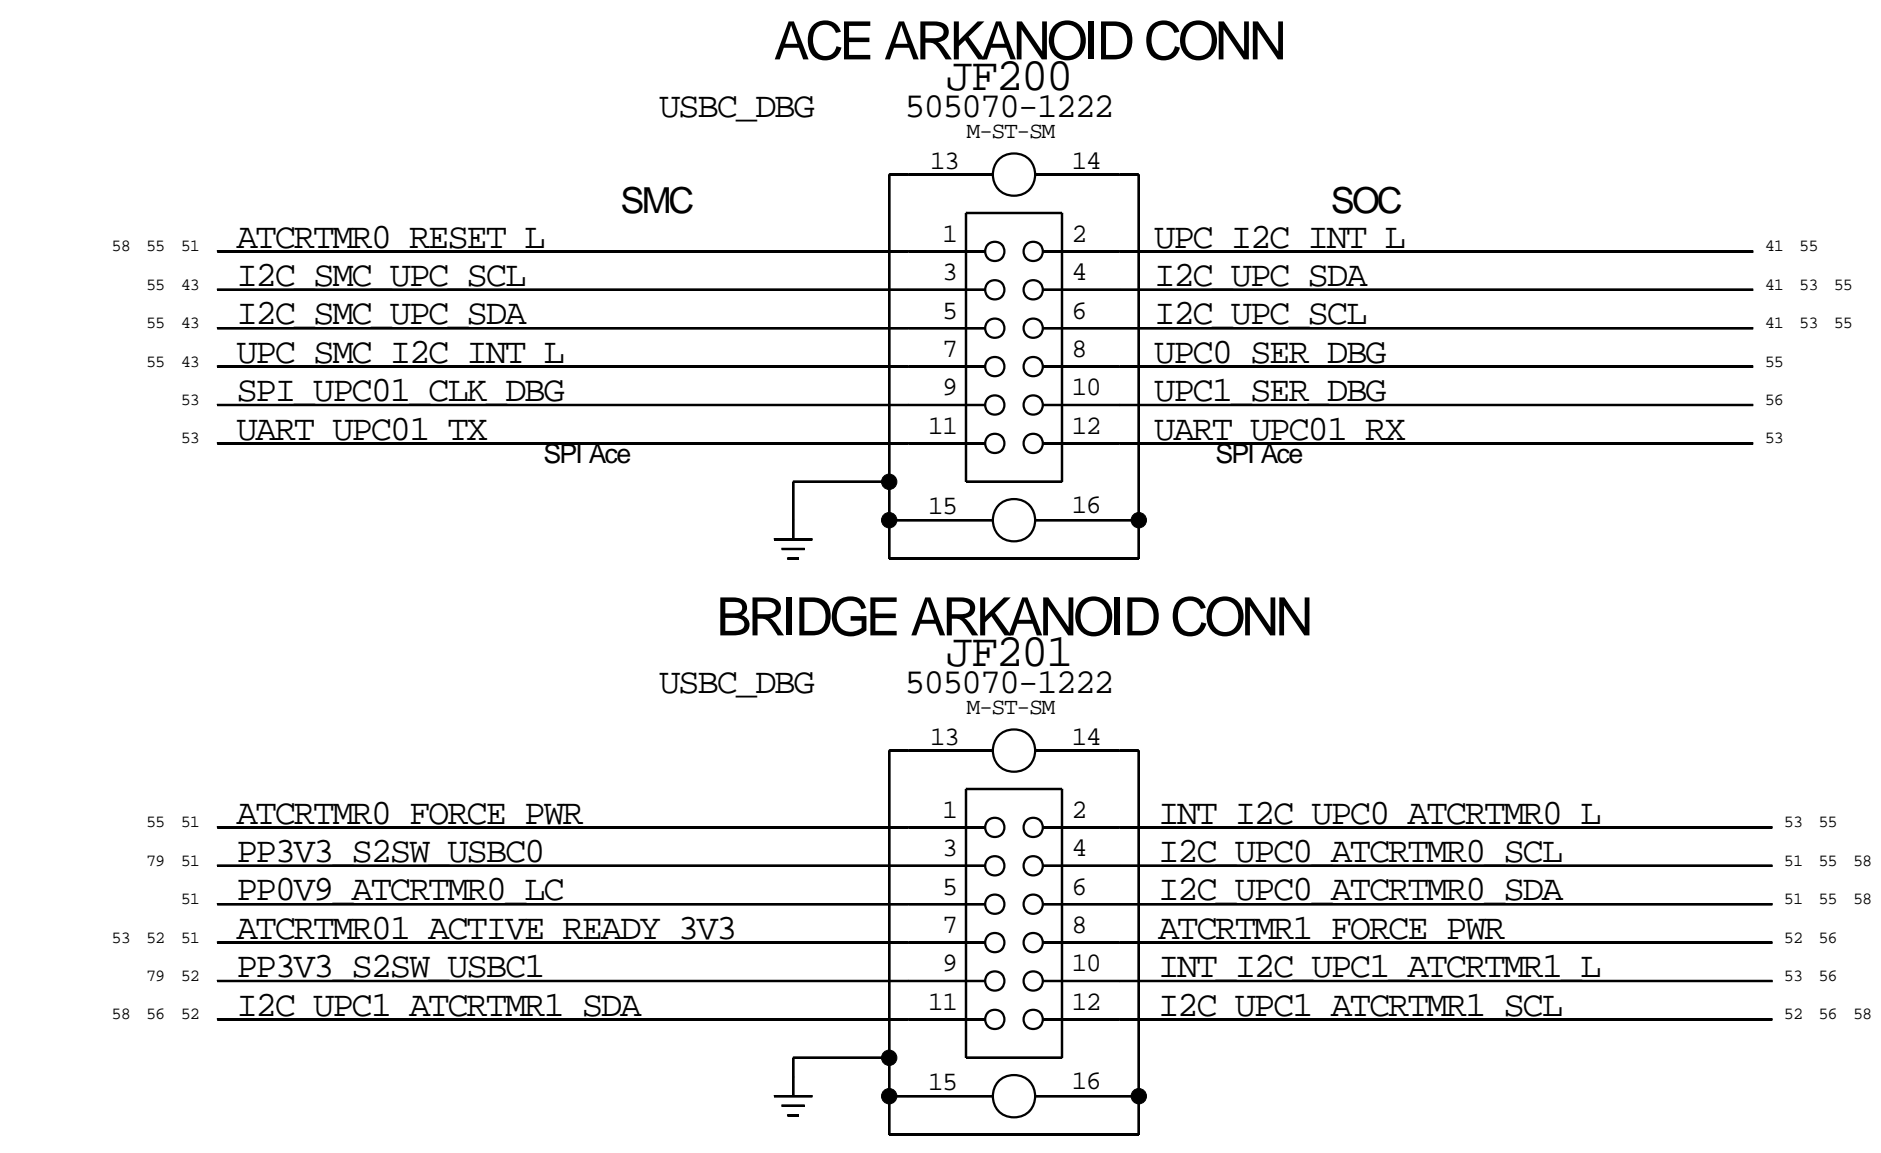 ACE ARKANOID CONN
JF200
USBC_DBG 505070-1222
M-ST-SM
13 14
SMC SOC
58 55 51 ATCRTMR0_RESET_L 1 2 UPC_I2C_INT_L 41 55
55 43 I2C_SMC_UPC_SCL 3 4 I2C_UPC_SDA 41 53 55
55 43 I2C_SMC_UPC_SDA 5 6 I2C_UPC_SCL 41 53 55
55 43 UPC_SMC_I2C_INT_L 7 8 UPC0_SER_DBG 55
53 SPI_UPC01_CLK_DBG 9 10 UPC1_SER_DBG 56
53 UART_UPC01_TX 11 12 UART_UPC01_RX 53
SPI Ace SPI Ace
15 16
BRIDGE ARKANOID CONN
JF201
USBC_DBG 505070-1222
M-ST-SM
13 14
55 51 ATCRTMR0_FORCE_PWR 1 2 INT_I2C_UPC0_ATCRTMR0_L 53 55
79 51 PP3V3_S2SW_USBC0 3 4 I2C_UPC0_ATCRTMR0_SCL 51 55 58
51 PP0V9_ATCRTMR0_LC 5 6 I2C_UPC0_ATCRTMR0_SDA 51 55 58
53 52 51 ATCRTMR01_ACTIVE_READY_3V3 7 8 ATCRTMR1_FORCE_PWR 52 56
79 52 PP3V3_S2SW_USBC1 9 10 INT_I2C_UPC1_ATCRTMR1_L 53 56
58 56 52 I2C_UPC1_ATCRTMR1_SDA 11 12 I2C_UPC1_ATCRTMR1_SCL 52 56 58
15 16